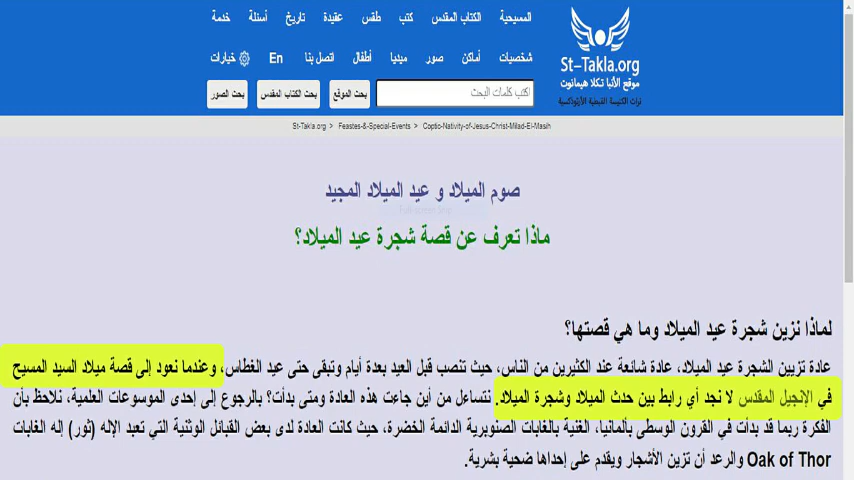 المسيحية الكتاب المقدس كتب طقس عقيدة تاريخ أسئلة خدمة
شخصيات أماكن صور ميديا أطفال اتصل بنا En خيارات
St-Takla.org
موقع الأنبا تكلا هيمانوت
تراث الكنيسة القبطية الأرثوذكسية
اكتب كلمات البحث بحث الموقع بحث الكتاب المقدس بحث الصور
St-Takla.org > Feastes-&-Special-Events > Coptic-Nativity-of-Jesus-Christ-Milad-El-Masih
صوم الميلاد و عيد الميلاد المجيد
ماذا تعرف عن قصة شجرة عيد الميلاد؟
لماذا نزين شجرة عيد الميلاد وما هي قصتها؟
عادة تزيين الشجرة عيد الميلاد، عادة شائعة عند الكثيرين من الناس، حيث تنصب قبل العيد بعدة أيام وتبقى حتى عيد الغطاس، وعندما نعود إلى قصة ميلاد السيد المسيح
في الإنجيل المقدس لا نجد أي رابط بين حدث الميلاد وشجرة الميلاد. نتساءل من أين جاءت هذه العادة ومتى بدأت؟ بالرجوع إلى إحدى الموسوعات العلمية، نلاحظ بأن
الفكرة ربما قد بدأت في القرون الوسطى بألمانيا، الغنية بالغابات الصنوبرية الدائمة الخضرة، حيث كانت العادة لدى بعض القبائل الوثنية التي تعبد الإله (ثور) إله الغابات
Oak of Thor والرعد أن تزين الأشجار ويقدم على إحداها ضحية بشرية.